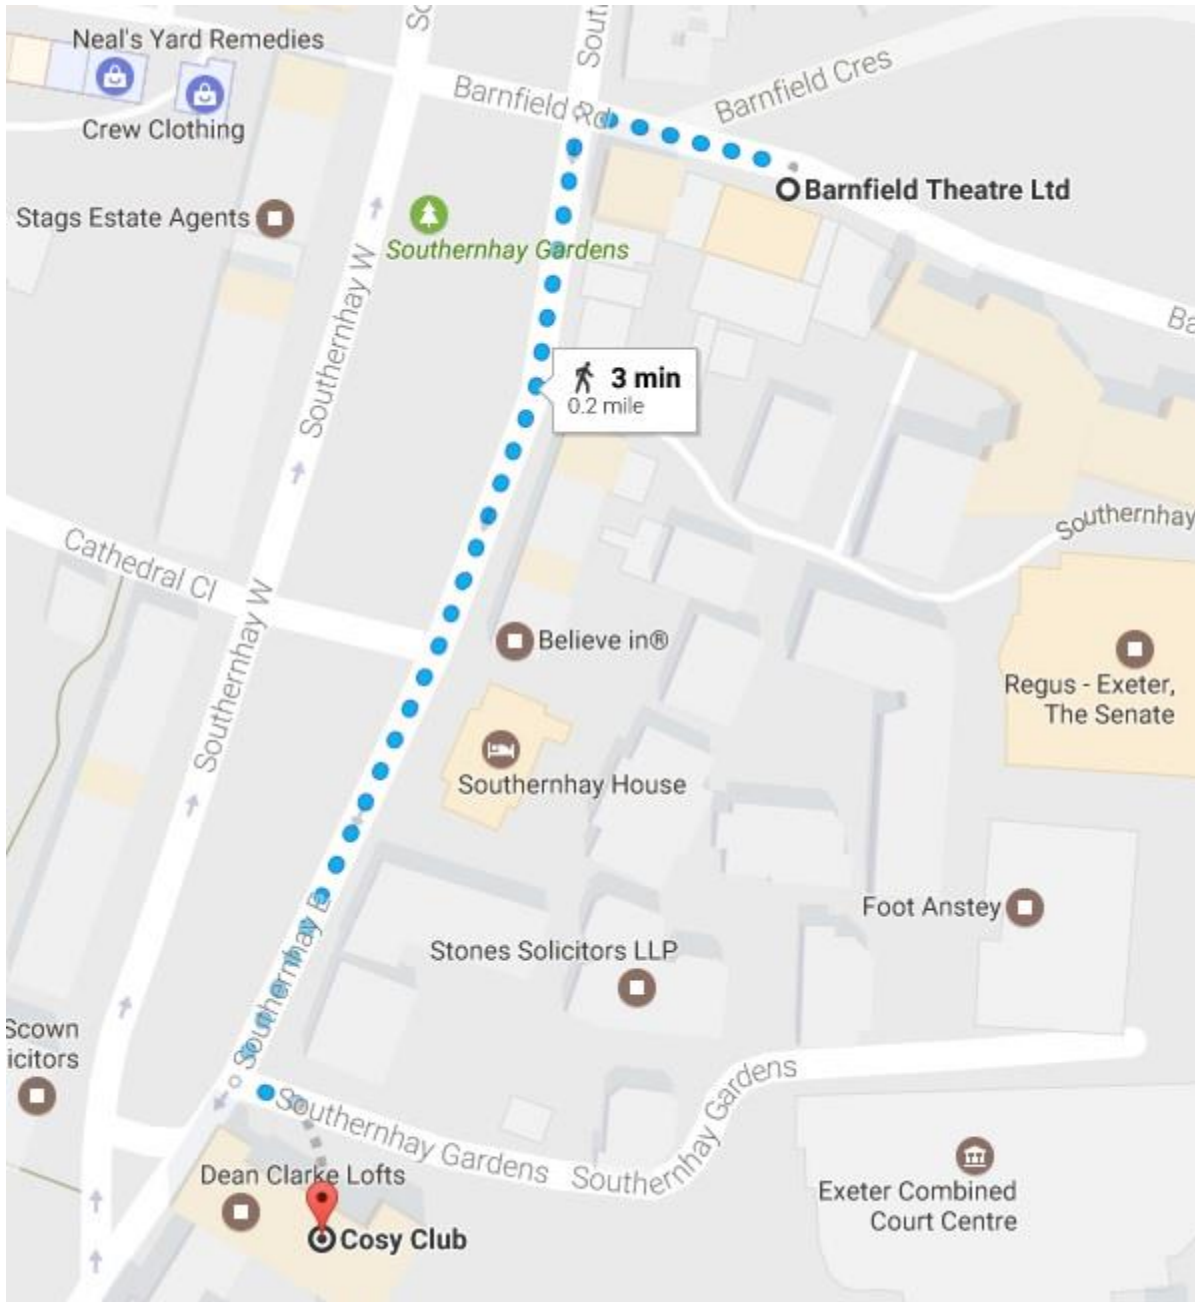 Neal's Yard Remedies
Crew Clothing
Barnfield Rd
Barnfield Cres
Stags Estate Agents
Southernhay Gardens
Barnfield Theatre Ltd
Southernhay W
3 min
0.2 mile
Southernhay
Cathedral Cl
Southernhay W
Believe in®
Regus - Exeter,
The Senate
Southernhay House
Foot Anstey
Southernhay E
Stones Solicitors LLP
Scown
icitors
Southernhay Gardens
Southernhay Gardens
Dean Clarke Lofts
Exeter Combined
Court Centre
Cosy Club